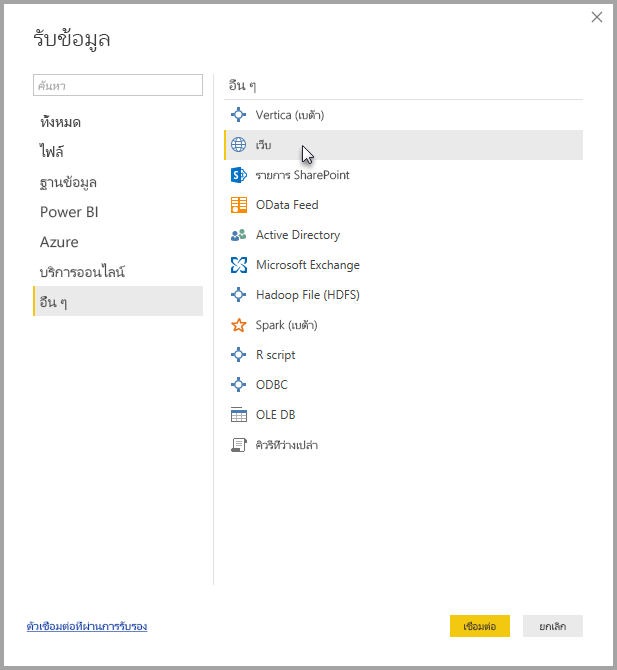 รับข้อมูล
ค้นหา
ทั้งหมด
ไฟล์
ฐานข้อมูล
Power BI
Azure
บริการออนไลน์
อื่น ๆ
อื่น ๆ
Vertica (เบต้า)
เว็บ
รายการ SharePoint
OData Feed
Active Directory
Microsoft Exchange
Hadoop File (HDFS)
Spark (เบต้า)
R script
ODBC
OLE DB
คิวรีที่ว่างเปล่า
ตัวเชื่อมต่อที่ผ่านการรับรอง
เชื่อมต่อ
ยกเลิก